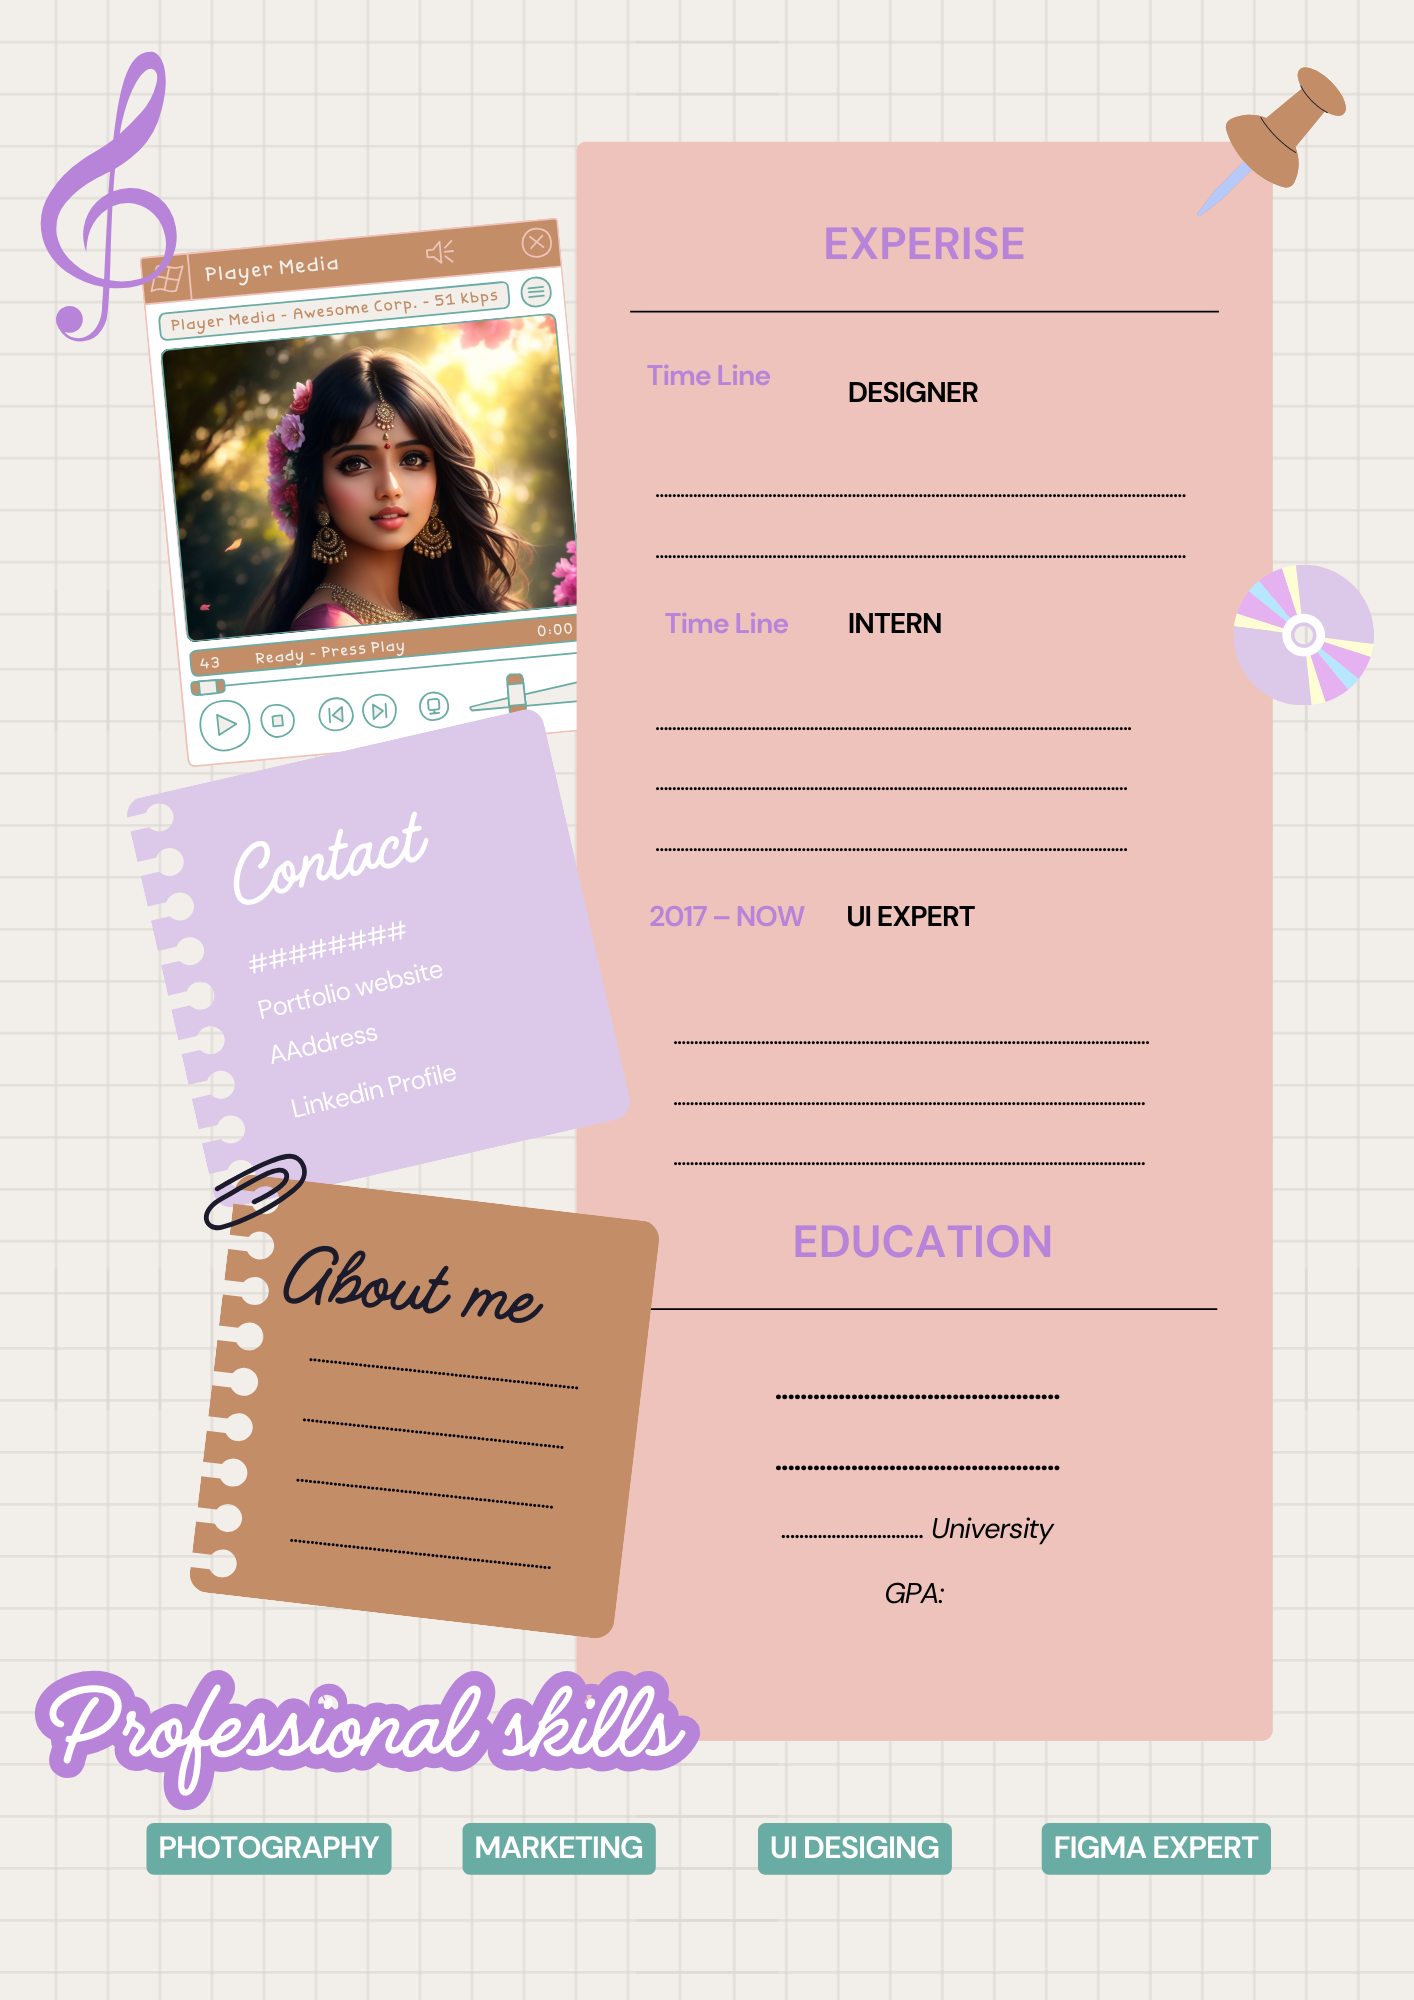 Player Media
Player Media - Awesome Corp. - 51 Kbps
43 Ready - Press Play 0:00
Contact
########
Portfolio website
AAddress
Linkedin Profile
About me
EXPERISE
Time Line DESIGNER
Time Line INTERN
2017 – NOW UI EXPERT
EDUCATION
University
GPA:
Professional skills
PHOTOGRAPHY MARKETING UI DESIGING FIGMA EXPERT